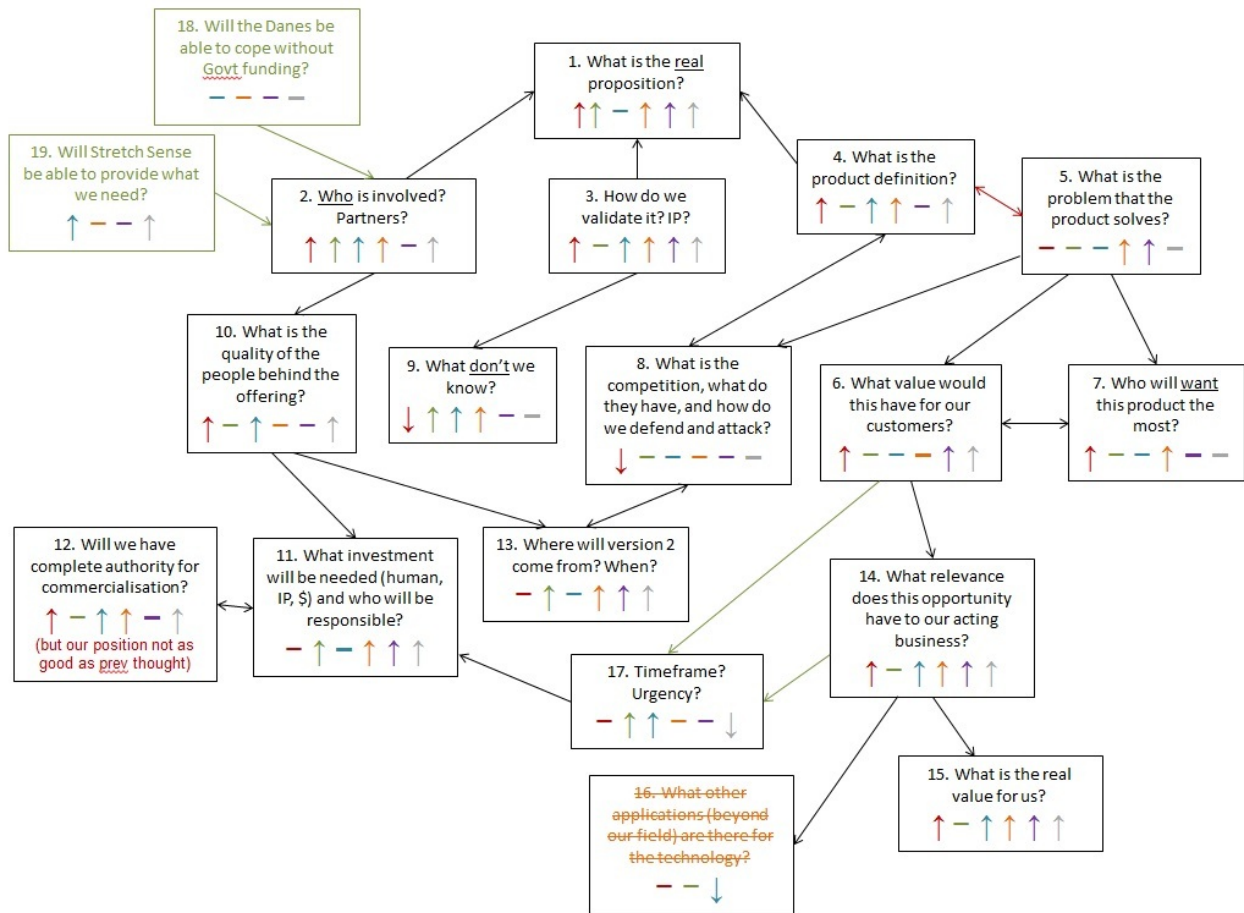 18. Will the Danes be
able to cope without
Govt funding?
1. What is the real
proposition?
19. Will Stretch Sense
be able to provide what
we need?
2. Who is involved?
Partners?
3. How do we
validate it? IP?
4. What is the
product definition?
5. What is the
problem that the
product solves?
10. What is the
quality of the
people behind the
offering?
9. What don't we
know?
8. What is the
competition, what do
they have, and how do
we defend and attack?
6. What value would
this have for our
customers?
7. Who will want
this product the
most?
12. Will we have
complete authority for
commercialisation?
(but our position not as
good as prev thought)
11. What investment
will be needed (human,
IP, $) and who will be
responsible?
13. Where will version 2
come from? When?
14. What relevance
does this opportunity
have to our acting
business?
17. Timeframe?
Urgency?
15. What is the real
value for us?
16. What other
applications (beyond
our field) are there for
the technology?